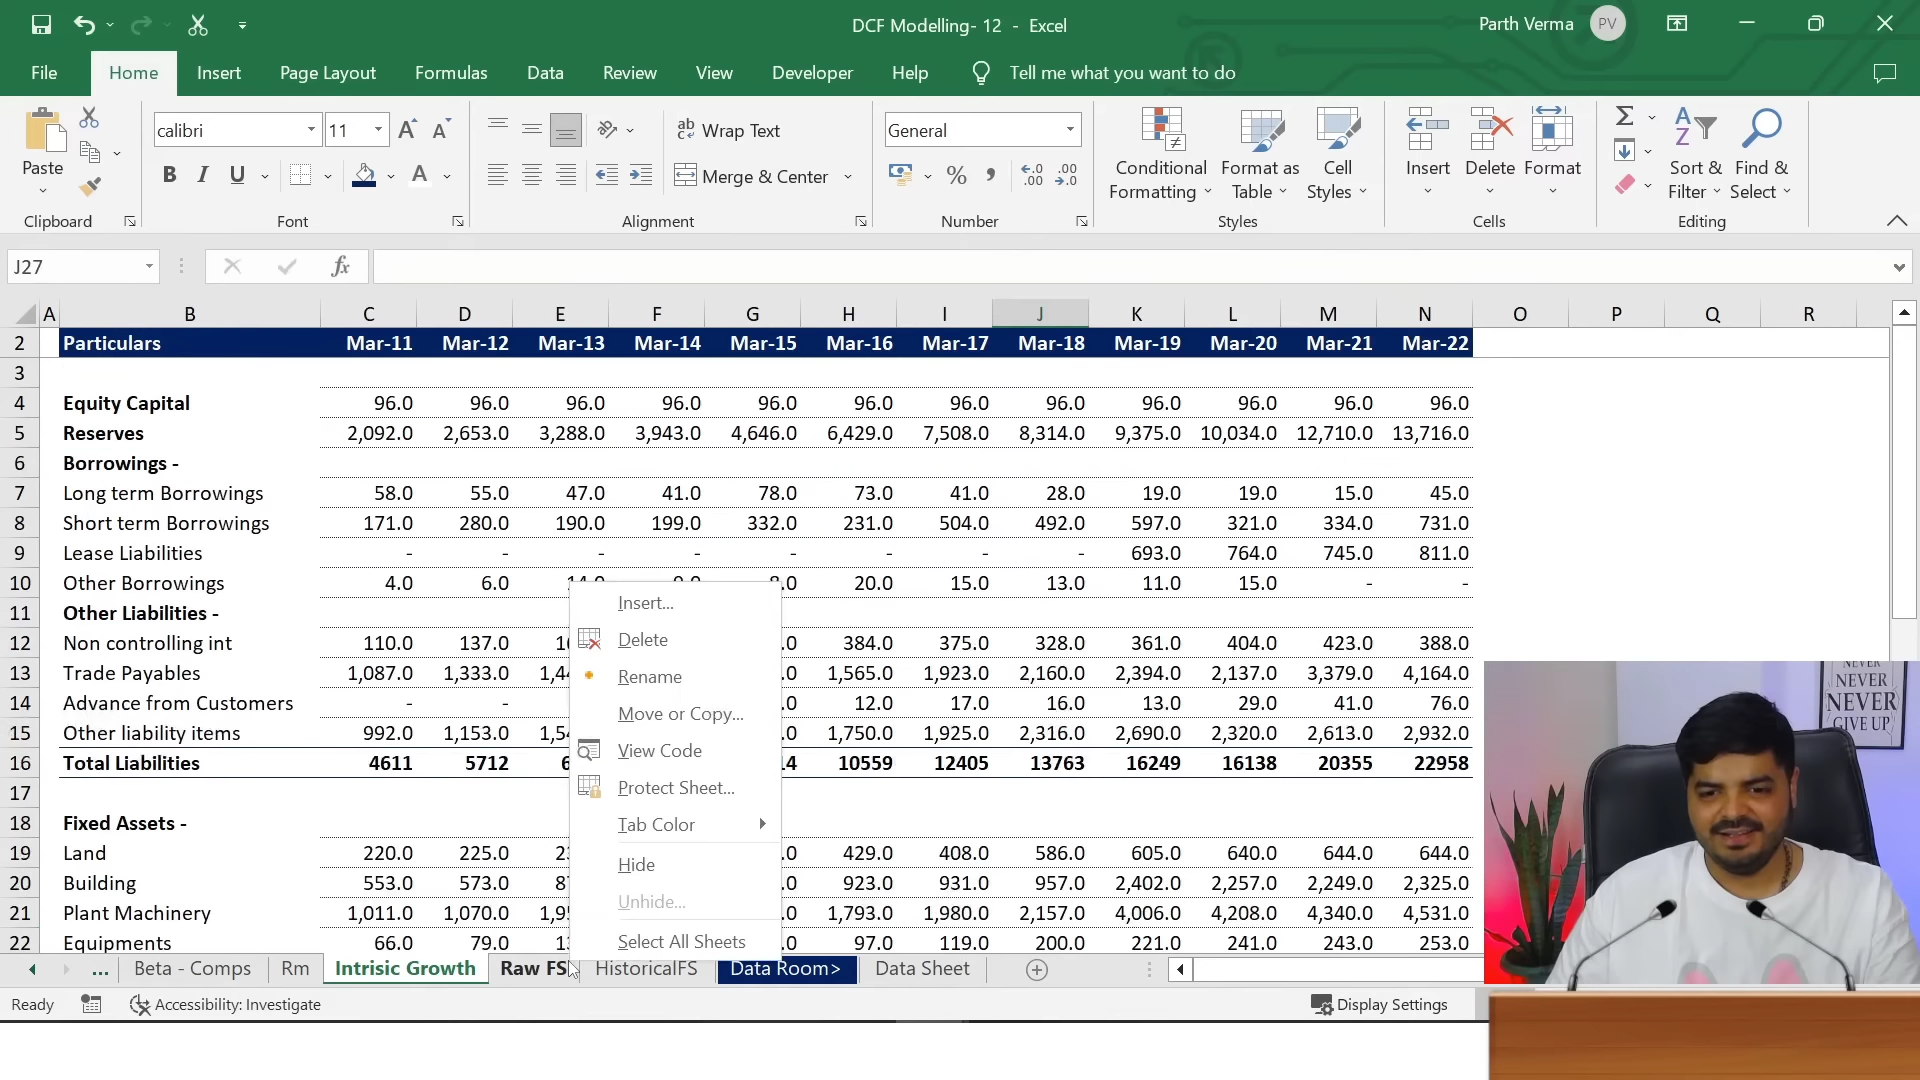 DCF Modelling- 12 - Excel
Parth Verma PV
File Home Insert Page Layout Formulas Data Review View Developer Help Tell me what you want to do
Paste
Clipboard
calibri 11
B I U
Font
ab Wrap Text
Merge & Center
Alignment
General
Number
Conditional Formatting
Format as Table
Cell Styles
Styles
Insert Delete Format
Cells
Sort & Filter
Find & Select
Editing
J27 fx
A B C D E F G H I J K L M N O P Q R
2 Particulars Mar-11 Mar-12 Mar-13 Mar-14 Mar-15 Mar-16 Mar-17 Mar-18 Mar-19 Mar-20 Mar-21 Mar-22
3
4 Equity Capital 96.0 96.0 96.0 96.0 96.0 96.0 96.0 96.0 96.0 96.0 96.0 96.0
5 Reserves 2,092.0 2,653.0 3,288.0 3,943.0 4,646.0 6,429.0 7,508.0 8,314.0 9,375.0 10,034.0 12,710.0 13,716.0
6 Borrowings -
7 Long term Borrowings 58.0 55.0 47.0 41.0 78.0 73.0 41.0 28.0 19.0 19.0 15.0 45.0
8 Short term Borrowings 171.0 280.0 190.0 199.0 332.0 231.0 504.0 492.0 597.0 321.0 334.0 731.0
9 Lease Liabilities - - - - - - - - 693.0 764.0 745.0 811.0
10 Other Borrowings 4.0 6.0 20.0 15.0 13.0 11.0 15.0 - -
11 Other Liabilities -
12 Non controlling int 110.0 137.0 384.0 375.0 328.0 361.0 404.0 423.0 388.0
13 Trade Payables 1,087.0 1,333.0 1,565.0 1,923.0 2,160.0 2,394.0 2,137.0 3,379.0 4,164.0
14 Advance from Customers - - 12.0 17.0 16.0 13.0 29.0 41.0 76.0
15 Other liability items 992.0 1,153.0 1,750.0 1,925.0 2,316.0 2,690.0 2,320.0 2,613.0 2,932.0
16 Total Liabilities 4611 5712 10559 12405 13763 16249 16138 20355 22958
17
18 Fixed Assets -
19 Land 220.0 225.0 429.0 408.0 586.0 605.0 640.0 644.0 644.0
20 Building 553.0 573.0 923.0 931.0 957.0 2,402.0 2,257.0 2,249.0 2,325.0
21 Plant Machinery 1,011.0 1,070.0 1,793.0 1,980.0 2,157.0 4,006.0 4,208.0 4,340.0 4,531.0
22 Equipments 66.0 79.0 97.0 119.0 200.0 221.0 241.0 243.0 253.0
Insert...
Delete
Rename
Move or Copy...
View Code
Protect Sheet...
Tab Color
Hide
Unhide...
Select All Sheets
NEVER
NEVER
NEVER
GIVE UP
... Beta - Comps Rm Intrisic Growth Raw FS HistoricalFS Data Room> Data Sheet
Ready Accessibility: Investigate Display Settings